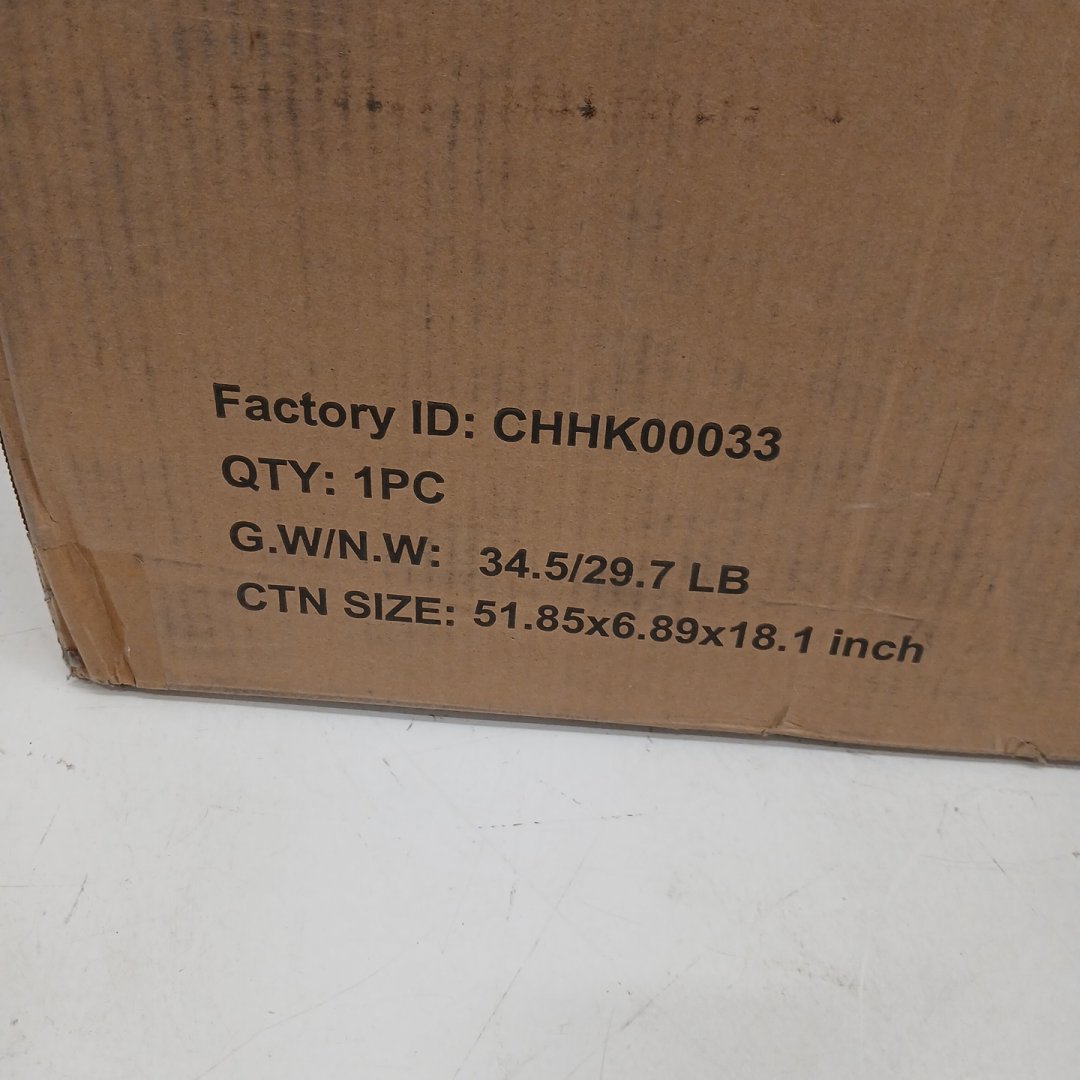 Factory ID: CHHK00033
QTY: 1PC
G.W/N.W: 34.5/29.7 LB
CTN SIZE: 51.85x6.89x18.1 inch